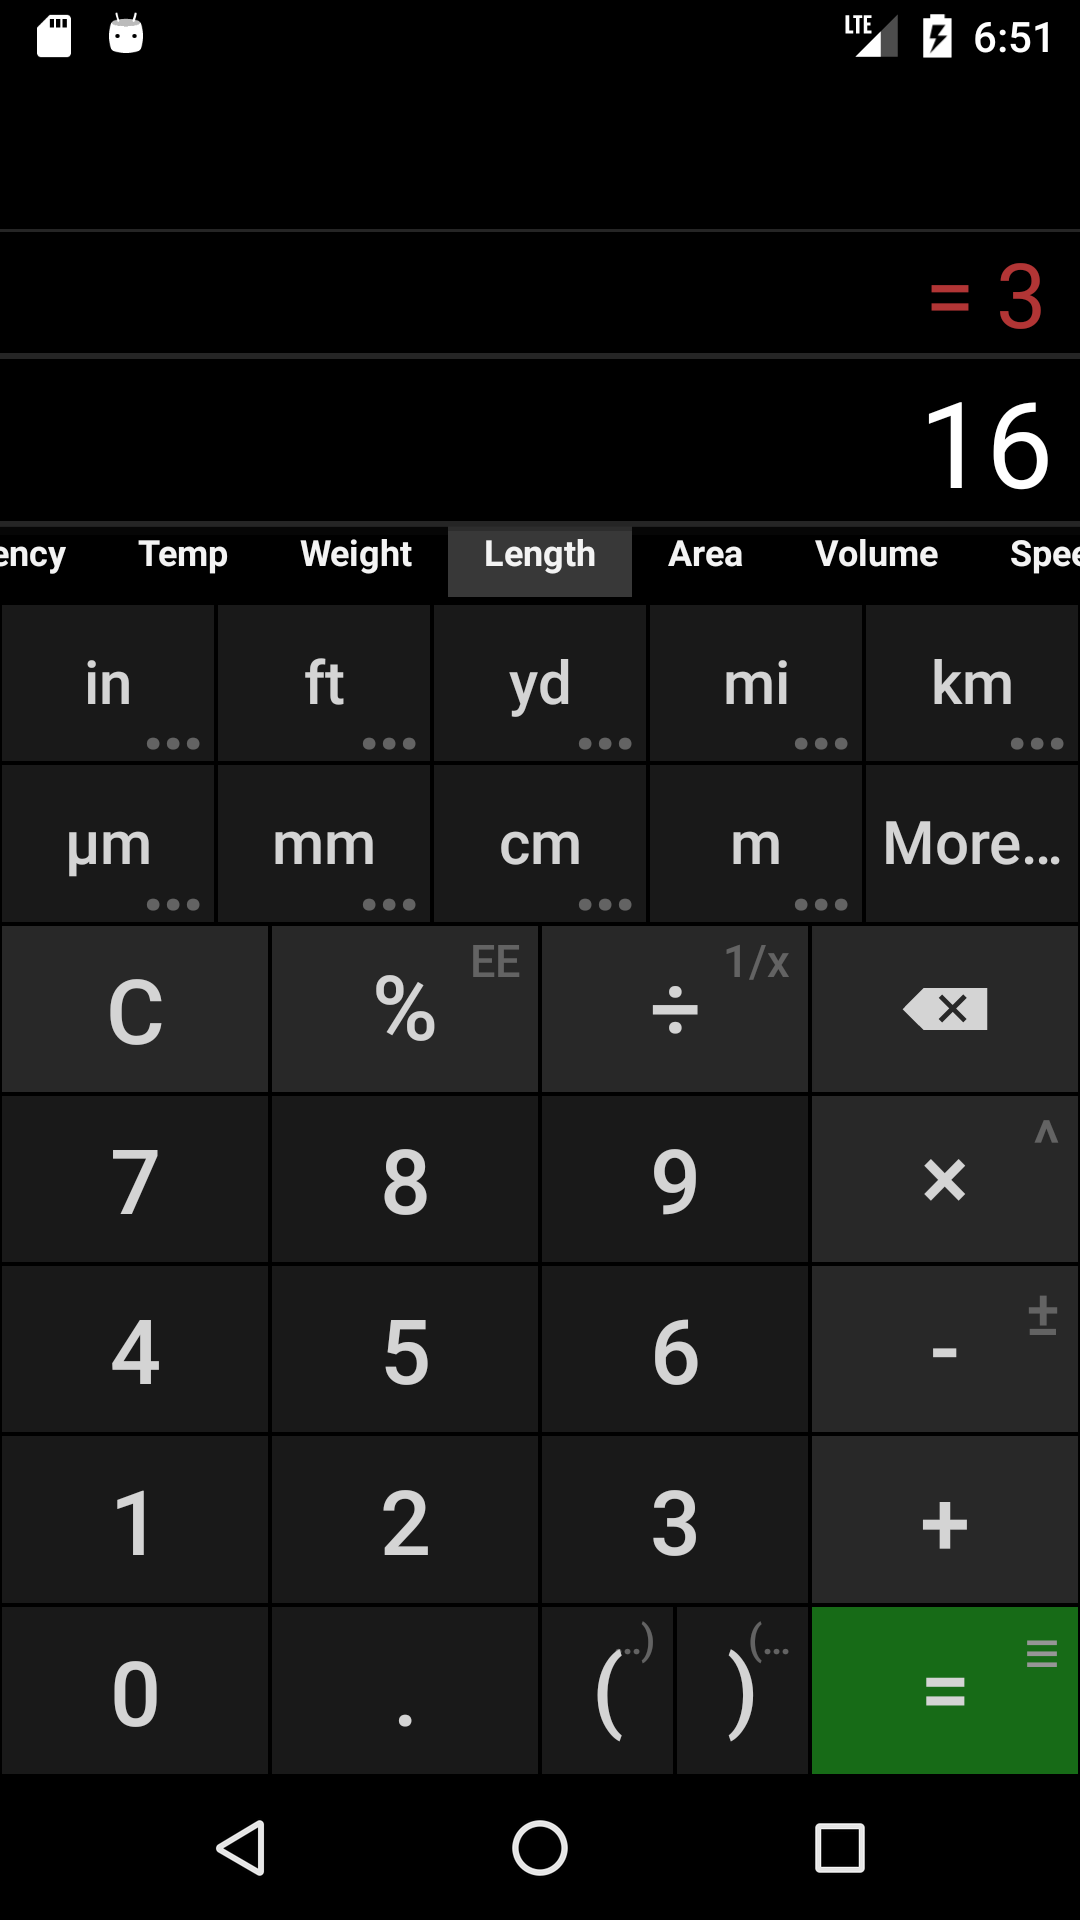 LTE 6:51
= 3
16
ency Temp Weight Length Area Volume Spee
in ft yd mi km
µm mm cm m More...
C % EE ÷ 1/x
7 8 9 × ^
4 5 6 - ±
1 2 3 +
0 . ( ..) ) (... =